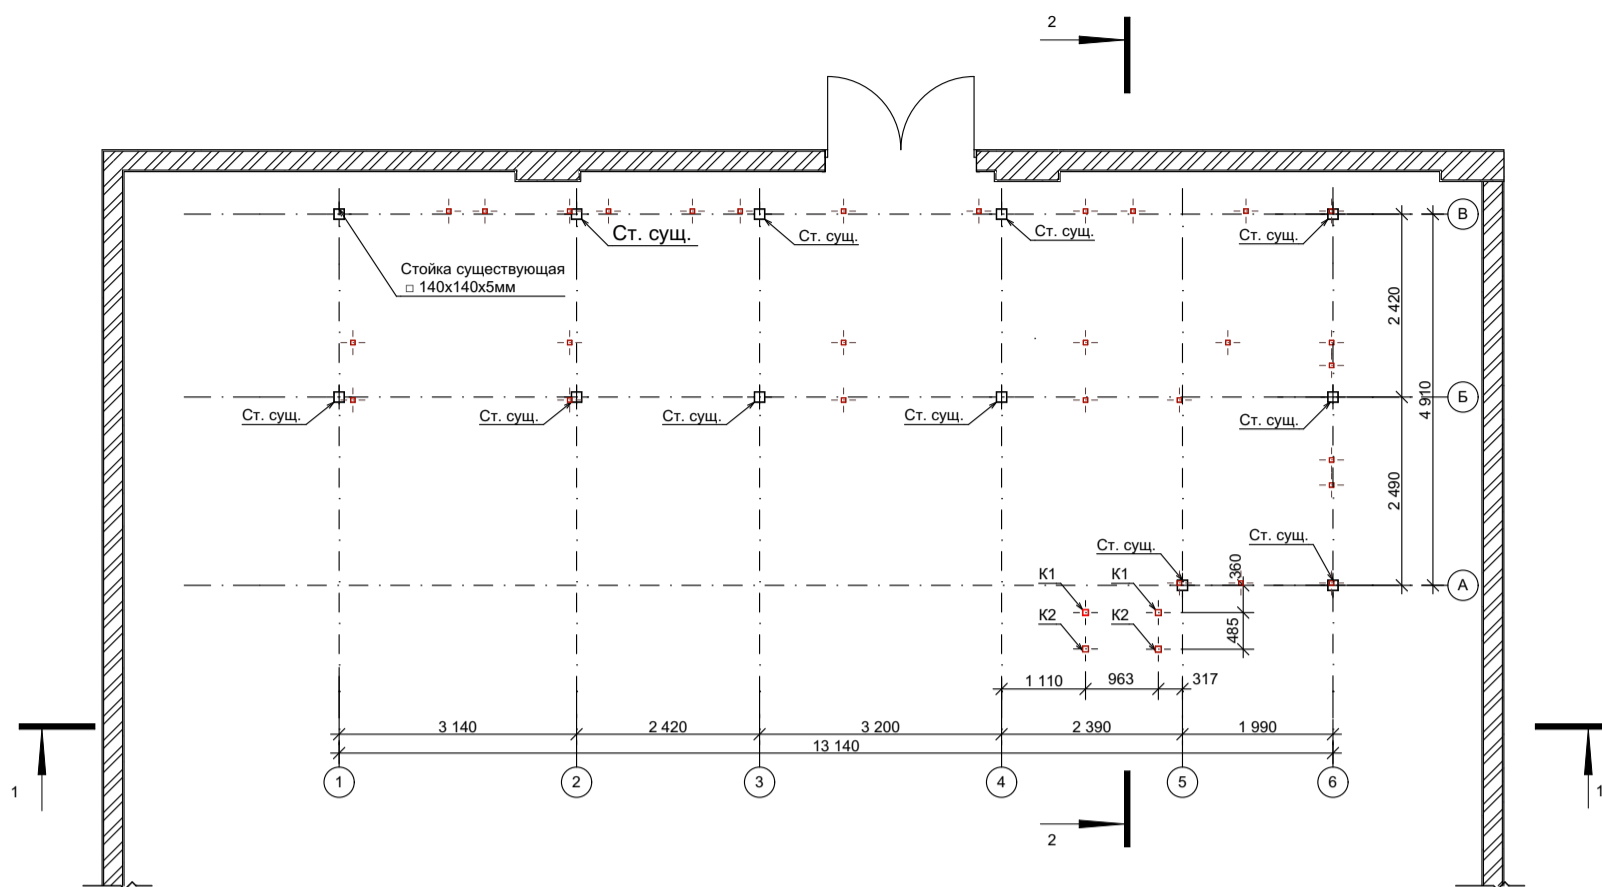 2
В
Ст. сущ.
Ст. сущ.
Ст. сущ.
Ст. сущ.
Стойка существующая
□ 140х140х5мм
2 420
4 910
Б
Ст. сущ.
Ст. сущ.
Ст. сущ.
Ст. сущ.
Ст. сущ.
2 490
Ст. сущ.
Ст. сущ.
360
А
К1
К1
К2
К2
485
1 110
963
317
3 140
2 420
3 200
2 390
1 990
13 140
1
2
3
4
5
6
1
1
2